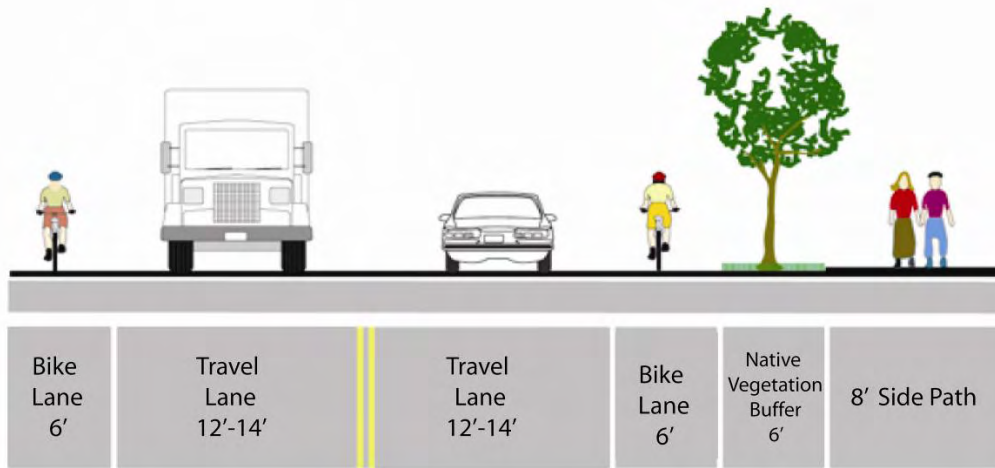 Bike
Lane
6′
Travel
Lane
12′-14′
Travel
Lane
12′-14′
Bike
Lane
6′
Native
Vegetation
Buffer
6′
8′ Side Path